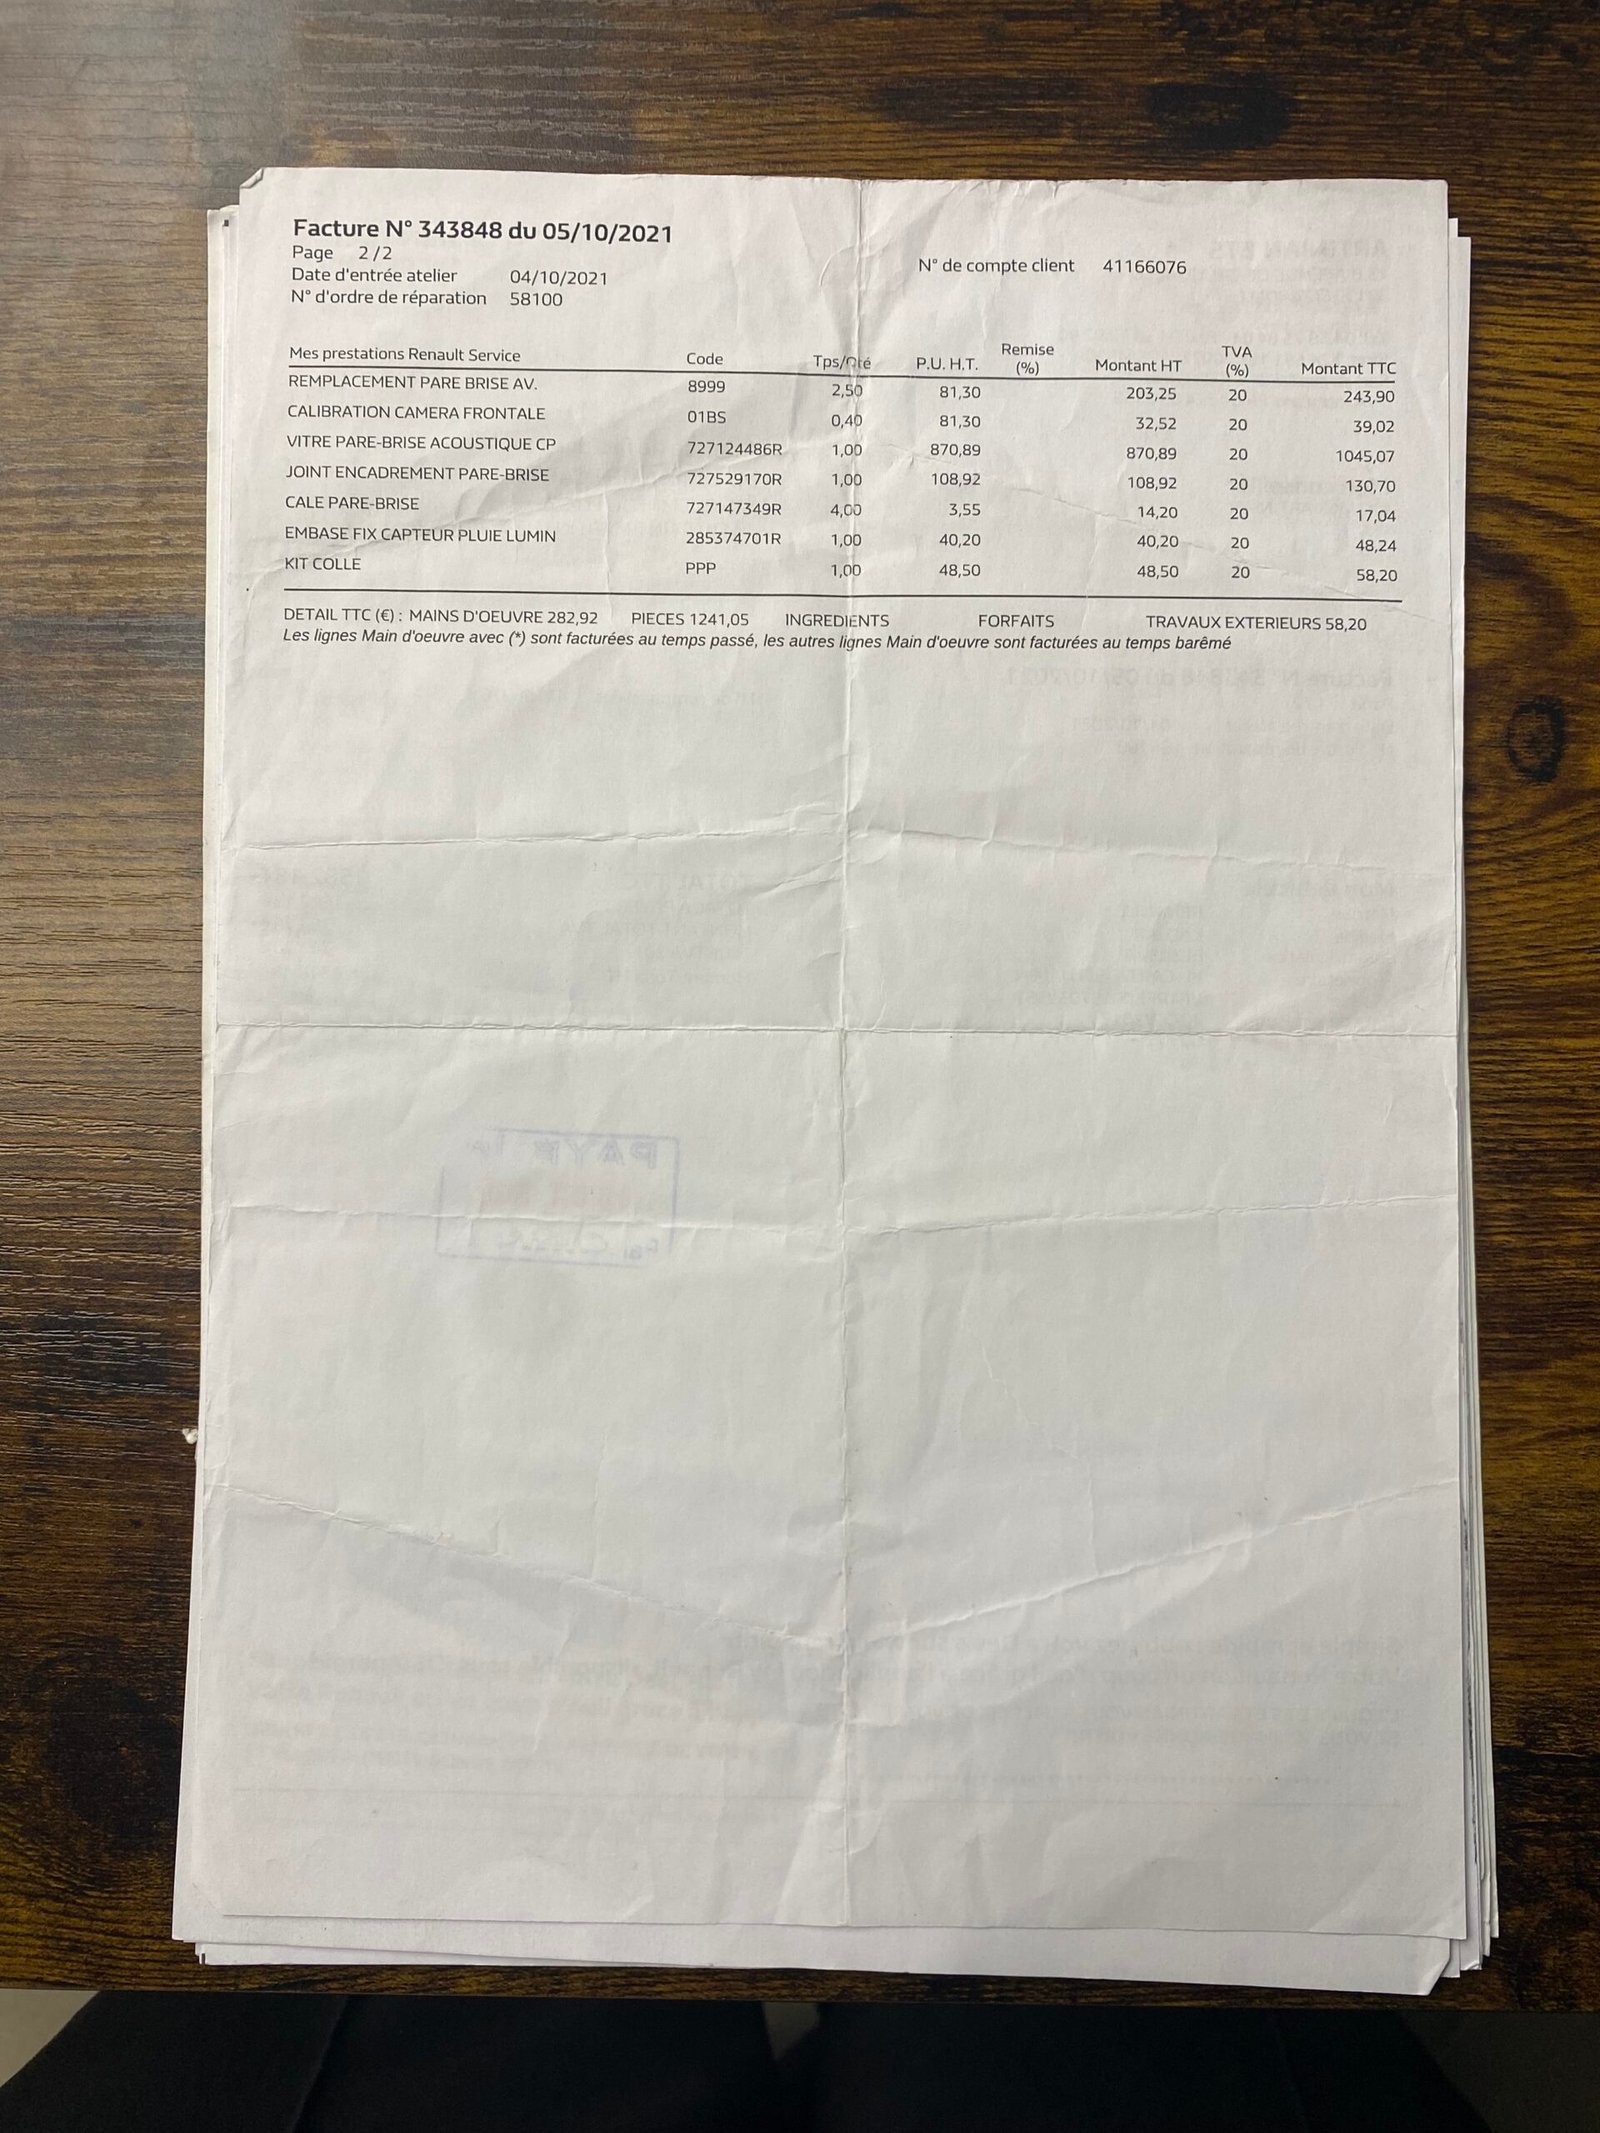 Facture N° 343848 du 05/10/2021
Page 2/2
Date d'entrée atelier 04/10/2021
N° d'ordre de réparation 58100
N° de compte client 41166076
Mes prestations Renault Service Code Tps/Qté P.U. H.T. Remise (%) Montant HT TVA (%) Montant TTC
REMPLACEMENT PARE BRISE AV. 8999 2,50 81,30 203,25 20 243,90
CALIBRATION CAMERA FRONTALE 01BS 0,40 81,30 32,52 20 39,02
VITRE PARE-BRISE ACOUSTIQUE CP 727124486R 1,00 870,89 870,89 20 1045,07
JOINT ENCADREMENT PARE-BRISE 727529170R 1,00 108,92 108,92 20 130,70
CALE PARE-BRISE 727147349R 4,00 3,55 14,20 20 17,04
EMBASE FIX CAPTEUR PLUIE LUMIN 285374701R 1,00 40,20 40,20 20 48,24
KIT COLLE PPP 1,00 48,50 48,50 20 58,20
DETAIL TTC (€) : MAINS D'OEUVRE 282,92 PIECES 1241,05 INGREDIENTS FORFAITS TRAVAUX EXTERIEURS 58,20
Les lignes Main d'oeuvre avec (*) sont facturées au temps passé, les autres lignes Main d'oeuvre sont facturées au temps barêmé